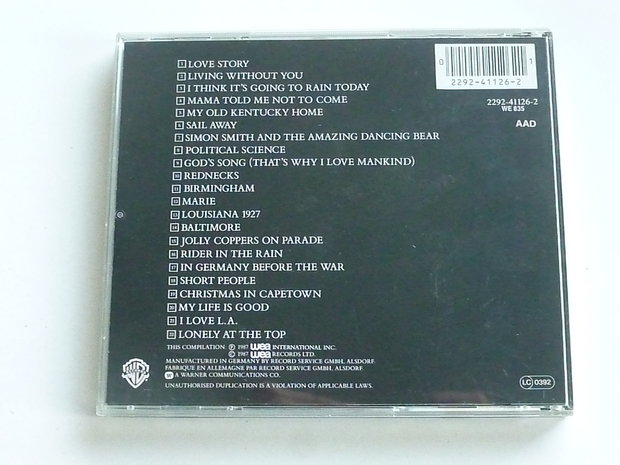 1 LOVE STORY
2 LIVING WITHOUT YOU
3 I THINK IT'S GOING TO RAIN TODAY
4 MAMA TOLD ME NOT TO COME
5 MY OLD KENTUCKY HOME
6 SAIL AWAY
7 SIMON SMITH AND THE AMAZING DANCING BEAR
8 POLITICAL SCIENCE
9 GOD'S SONG (THAT'S WHY I LOVE MANKIND)
10 REDNECKS
11 BIRMINGHAM
12 MARIE
13 LOUISIANA 1927
14 BALTIMORE
15 JOLLY COPPERS ON PARADE
16 RIDER IN THE RAIN
17 IN GERMANY BEFORE THE WAR
18 SHORT PEOPLE
19 CHRISTMAS IN CAPETOWN
20 MY LIFE IS GOOD
21 I LOVE L.A.
22 LONELY AT THE TOP
0 1
2292-41126-2
2292-41126-2
WE 835
AAD
THIS COMPILATION: ℗ 1987 wea INTERNATIONAL INC.
© 1987 wea RECORDS LTD.
MANUFACTURED IN GERMANY BY RECORD SERVICE GMBH, ALSDORF.
FABRIQUE EN ALLEMAGNE PAR RECORD SERVICE GMBH, ALSDORF.
A WARNER COMMUNICATIONS CO.
UNAUTHORISED DUPLICATION IS A VIOLATION OF APPLICABLE LAWS.
LC 0392